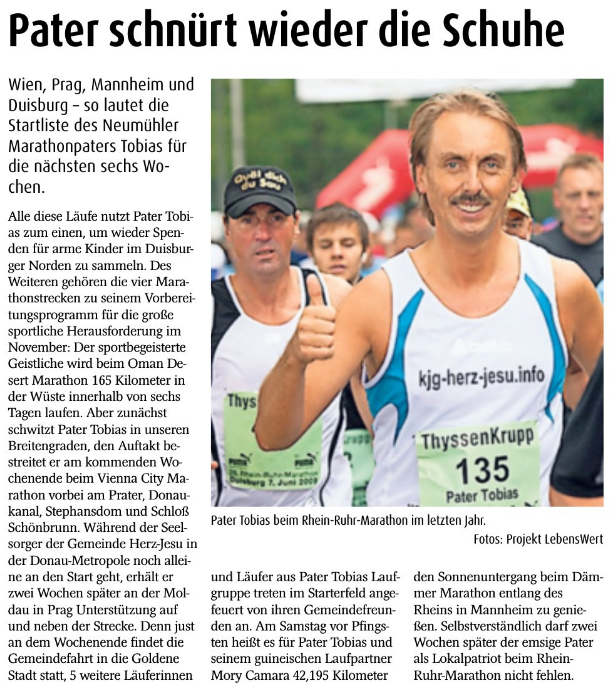 Pater schnürt wieder die Schuhe
Wien, Prag, Mannheim und
Duisburg – so lautet die
Startliste des Neumühler
Marathonpaters Tobias für
die nächsten sechs Wo-
chen.
Alle diese Läufe nutzt Pater Tobi-
as zum einen, um wieder Spen-
den für arme Kinder im Duisbur-
ger Norden zu sammeln. Des
Weiteren gehören die vier Mara-
thonstrecken zu seinem Vorberei-
tungsprogramm für die große
sportliche Herausforderung im
November: Der sportbegeisterte
Geistliche wird beim Oman De-
sert Marathon 165 Kilometer in
der Wüste innerhalb von sechs
Tagen laufen. Aber zunächst
schwitzt Pater Tobias in unseren
Breitengraden, den Auftakt be-
streitet er am kommenden Wo-
chenende beim Vienna City Ma-
rathon vorbei am Prater, Donau-
kanal, Stephansdom und Schloß
Schönbrunn. Während der Seel-
sorger der Gemeinde Herz-Jesu in
der Donau-Metropole noch allei-
ne an den Start geht, erhält er
zwei Wochen später an der Mol-
dau in Prag Unterstützung auf
und neben der Strecke. Denn just
an dem Wochenende findet die
Gemeindefahrt in die Goldene
Stadt statt, 5 weitere Läuferinnen
Quäl dich
du Sau
kjg-herz-jesu.info
Thys
PUMA
26. Rhein-Ruhr-Marathon
Duisburg 7. Juni 2009
ThyssenKrupp
135
Pater Tobias
PUMA
PUMA
Pater Tobias beim Rhein-Ruhr-Marathon im letzten Jahr.
Fotos: Projekt LebensWert
und Läufer aus Pater Tobias Lauf-
gruppe treten im Starterfeld ange-
feuert von ihren Gemeindefreun-
den an. Am Samstag vor Pfings-
ten heißt es für Pater Tobias und
seinem guineischen Laufpartner
Mory Camara 42,195 Kilometer
den Sonnenuntergang beim Däm-
mer Marathon entlang des
Rheins in Mannheim zu genie-
ßen. Selbstverständlich darf zwei
Wochen später der emsige Pater
als Lokalpatriot beim Rhein-
Ruhr-Marathon nicht fehlen.